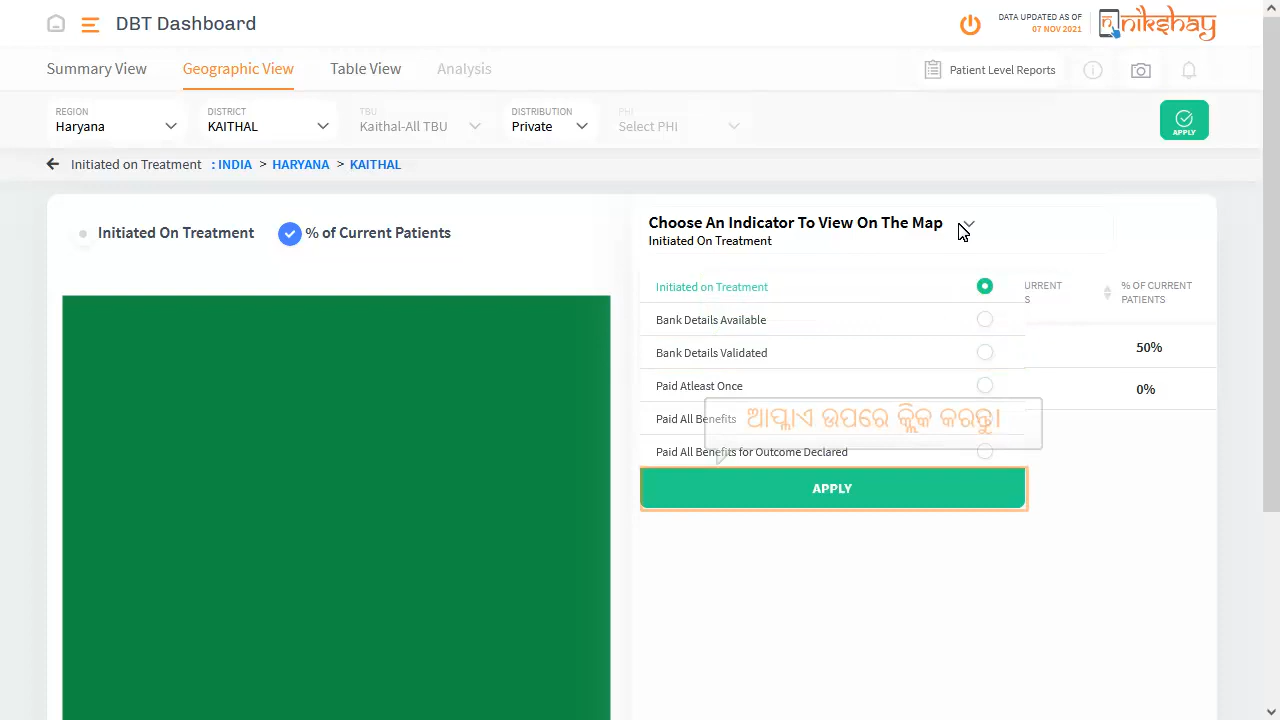 DBT Dashboard
DATA UPDATED AS OF
07 NOV 2021
nनिkshay
Summary View
Geographic View
Table View
Analysis
Patient Level Reports
REGION
Haryana
DISTRICT
KAITHAL
TBU
Kaithal-All TBU
DISTRIBUTION
Private
PHI
Select PHI
APPLY
Initiated on Treatment : INDIA > HARYANA > KAITHAL
Initiated On Treatment
% of Current Patients
Choose An Indicator To View On The Map
Initiated On Treatment
Initiated on Treatment
Bank Details Available
Bank Details Validated
Paid Atleast Once
Paid All Benefits
Paid All Benefits for Outcome Declared
APPLY
ଆପ୍ଲାଏ ଉପରେ କ୍ଲିକ କରନ୍ତୁ।
URRENT
S
% OF CURRENT
PATIENTS
50%
0%